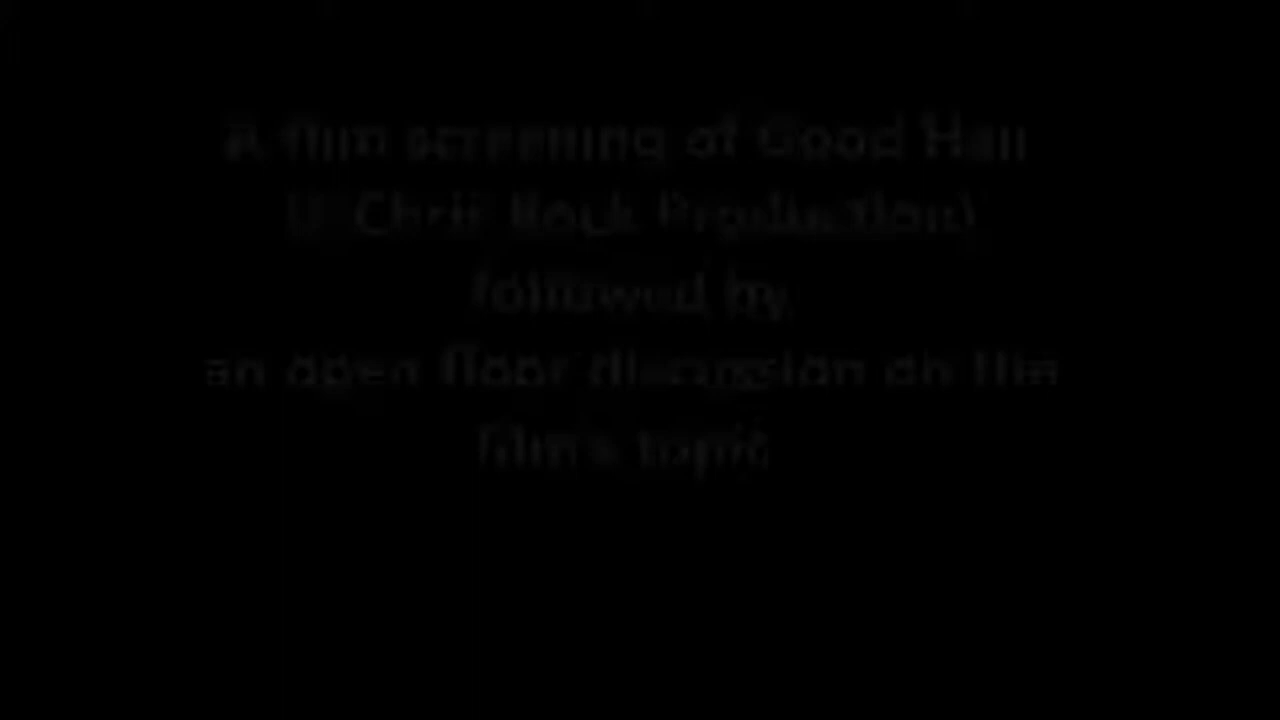 A film screening of Good Hair
(A Chris Rock Production)
followed by
an open floor discussion on the
film's topic